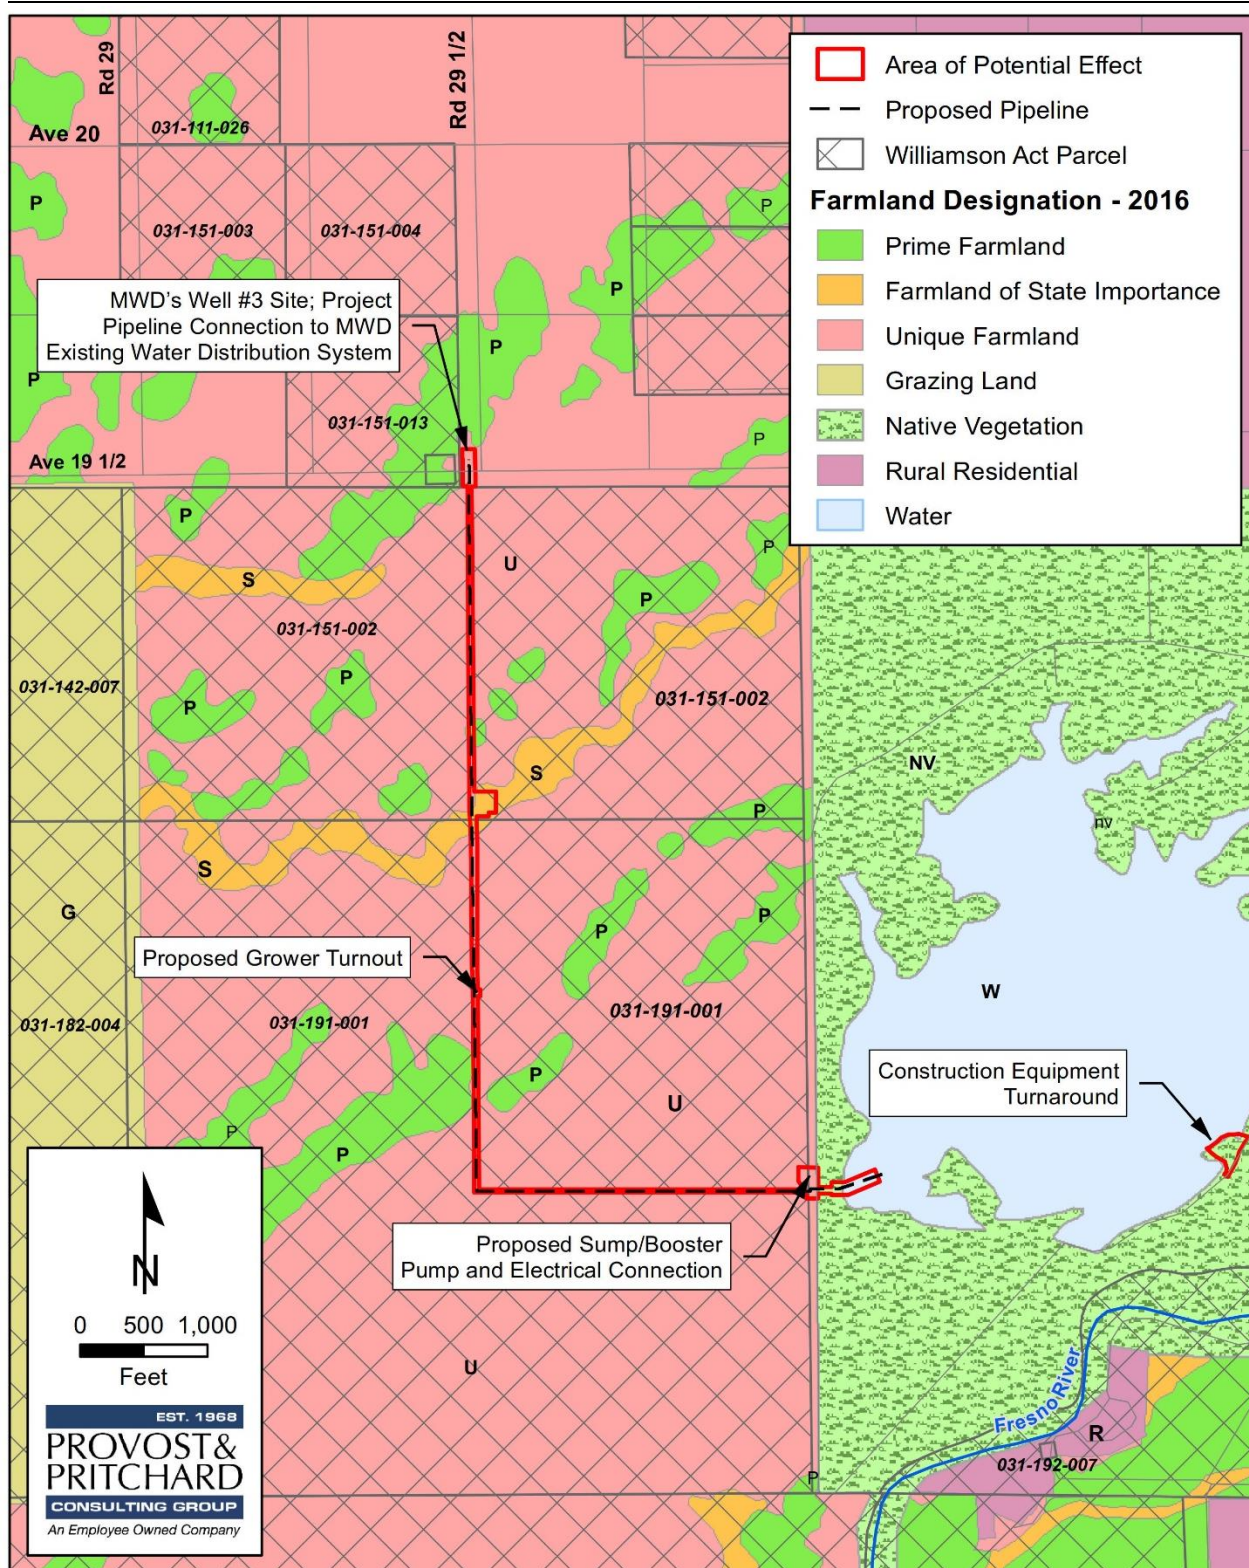 Rd 29
Rd 29 1/2
Area of Potential Effect
Proposed Pipeline
Williamson Act Parcel
Farmland Designation - 2016
Prime Farmland
Farmland of State Importance
Unique Farmland
Grazing Land
Native Vegetation
Rural Residential
Water
031-111-026
Ave 20
P
P
031-151-003
031-151-004
MWD's Well #3 Site; Project
Pipeline Connection to MWD
Existing Water Distribution System
P
P
P
031-151-013
P
Ave 19 1/2
P
P
U
S
P
031-151-002
031-142-007
P
P
031-151-002
NV
S
P
nv
S
G
P
P
Proposed Grower Turnout
W
031-182-004
031-191-001
031-191-001
Construction Equipment
Turnaround
P
U
P
P
Proposed Sump/Booster
Pump and Electrical Connection
N
0 500 1,000
Feet
U
Fresno River
R
031-192-007
P
EST. 1968
PROVOST&
PRITCHARD
CONSULTING GROUP
An Employee Owned Company